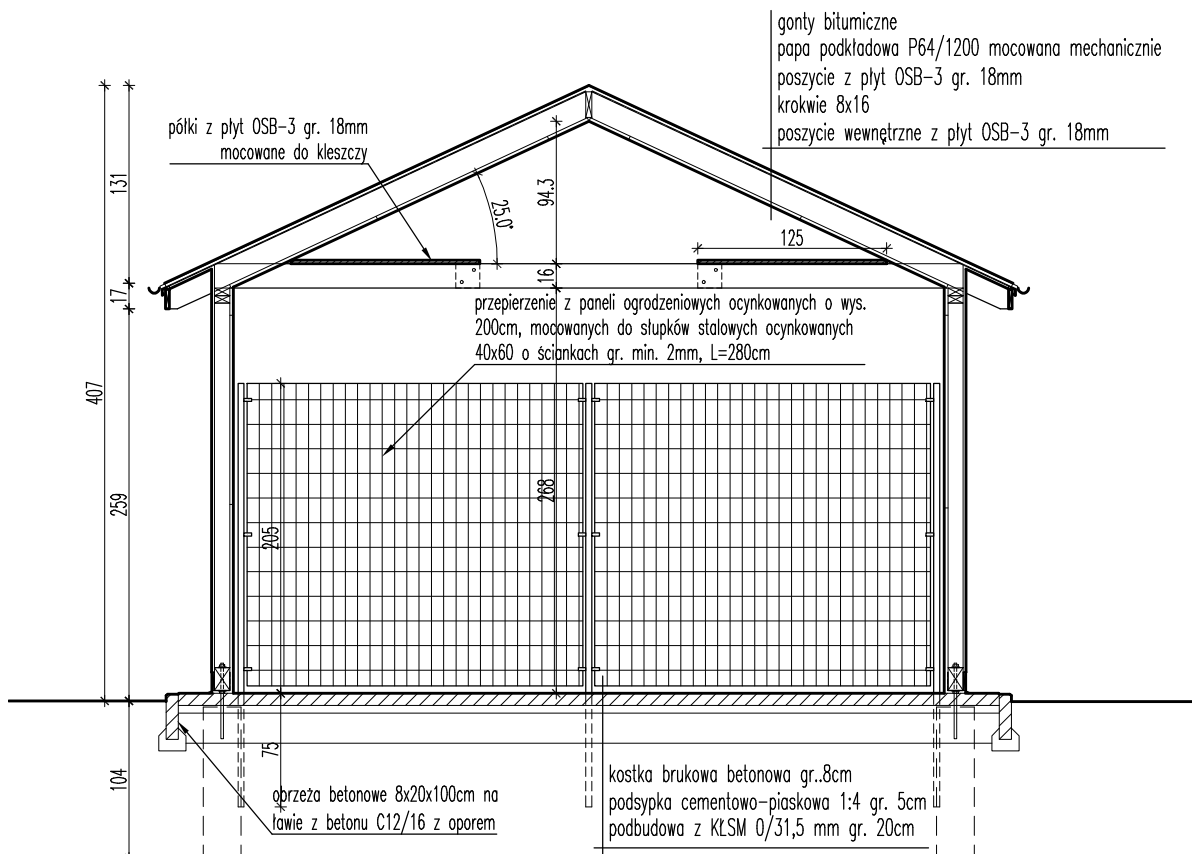 gonty bitumiczne
papa podkładowa P64/1200 mocowana mechanicznie
poszycie z płyt OSB-3 gr. 18mm
krokwie 8x16
poszycie wewnętrzne z płyt OSB-3 gr. 18mm
półki z płyt OSB-3 gr. 18mm
mocowane do kleszczy
131
94.3
25.0°
125
16
17
przepierzenie z paneli ogrodzeniowych ocynkowanych o wys.
200cm, mocowanych do słupków stalowych ocynkowanych
40x60 o ściankach gr. min. 2mm, L=280cm
407
259
268
205
75
104
obrzeża betonowe 8x20x100cm na
ławie z betonu C12/16 z oporem
kostka brukowa betonowa gr..8cm
podsypka cementowo-piaskowa 1:4 gr. 5cm
podbudowa z KŁSM 0/31,5 mm gr. 20cm